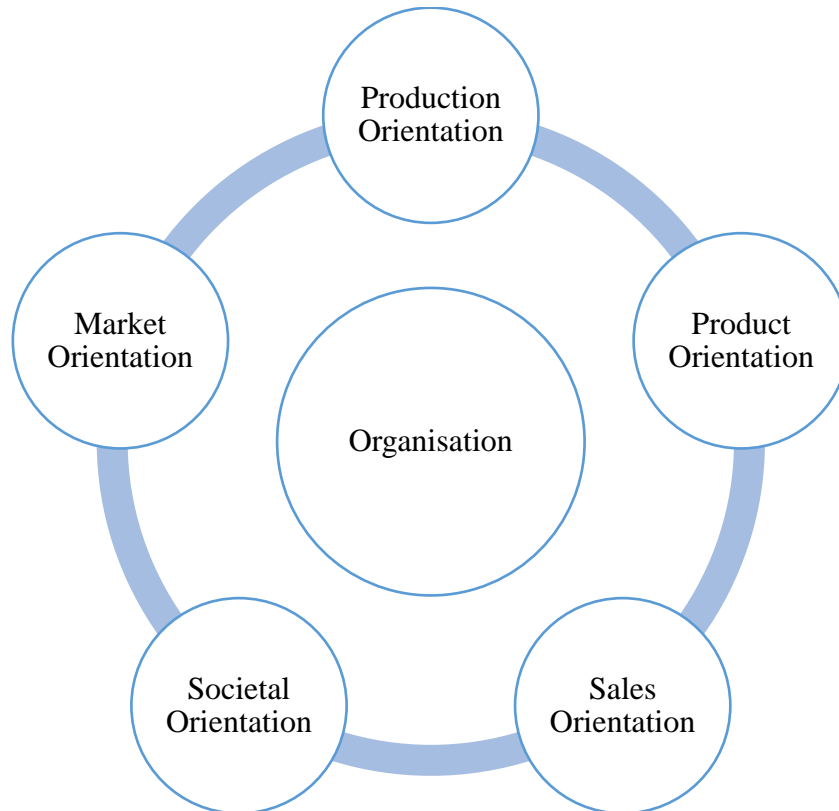 Production
Orientation
Market
Orientation
Product
Orientation
Organisation
Societal
Orientation
Sales
Orientation